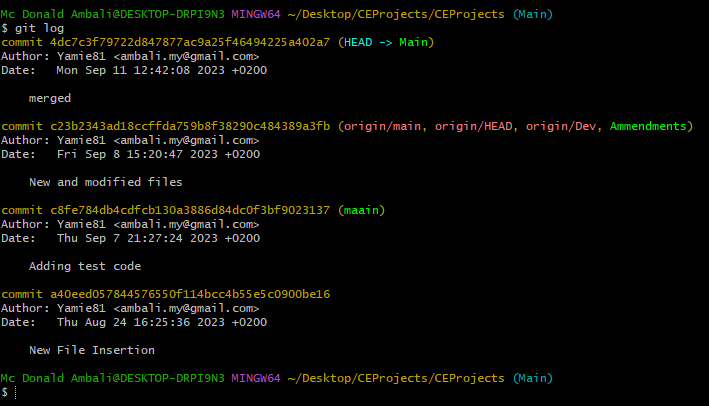 Mc Donald Ambali@DESKTOP-DRPI9N3 MINGW64 ~/Desktop/CEProjects/CEProjects (Main)
$ git log
commit 4dc7c3f79722d847877ac9a25f46494225a402a7 (HEAD -> Main)
Author: Yamie81 <ambali.my@gmail.com>
Date:   Mon Sep 11 12:42:08 2023 +0200
    merged
commit c23b2343ad18ccffda759b8f38290c484389a3fb (origin/main, origin/HEAD, origin/Dev, Ammendments)
Author: Yamie81 <ambali.my@gmail.com>
Date:   Fri Sep 8 15:20:47 2023 +0200
    New and modified files
commit c8fe784db4cdfcb130a3886d84dc0f3bf9023137 (maain)
Author: Yamie81 <ambali.my@gmail.com>
Date:   Thu Sep 7 21:27:24 2023 +0200
    Adding test code
commit a40eed057844576550f114bcc4b55e5c0900be16
Author: Yamie81 <ambali.my@gmail.com>
Date:   Thu Aug 24 16:25:36 2023 +0200
    New File Insertion
Mc Donald Ambali@DESKTOP-DRPI9N3 MINGW64 ~/Desktop/CEProjects/CEProjects (Main)
$